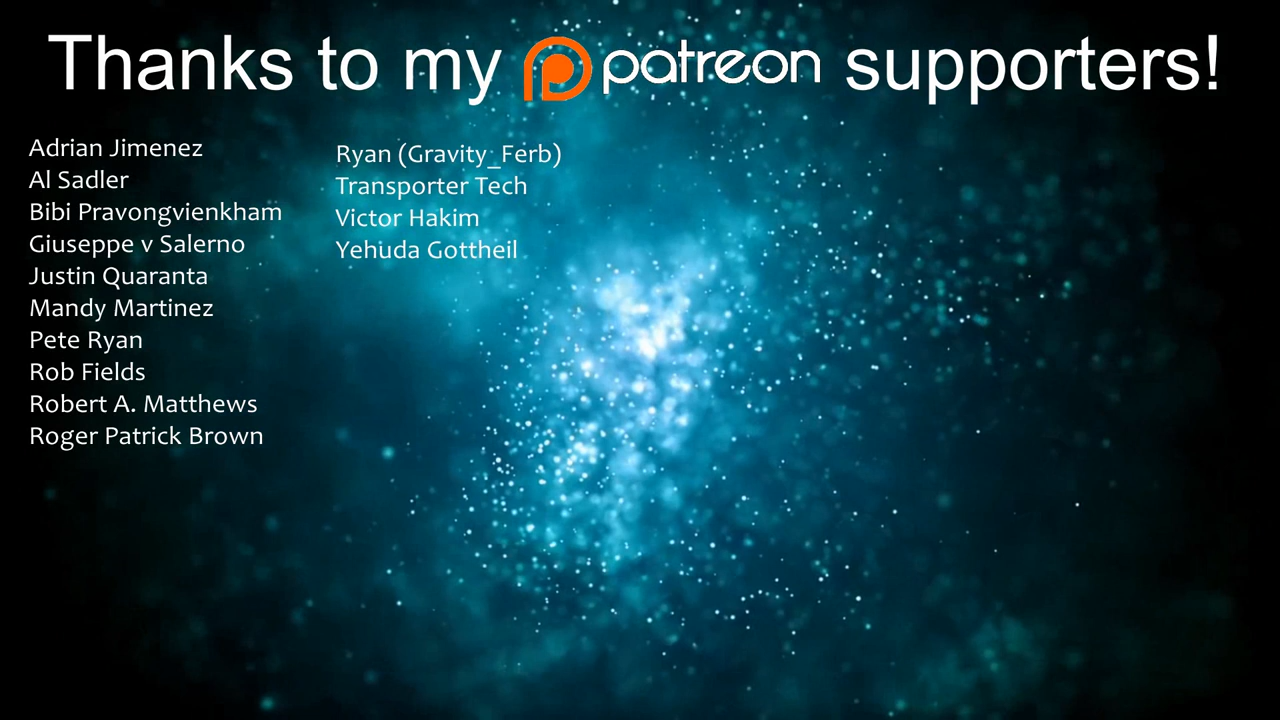 Thanks to my patreon supporters!
Adrian Jimenez
Al Sadler
Bibi Pravongvienkham
Giuseppe v Salerno
Justin Quaranta
Mandy Martinez
Pete Ryan
Rob Fields
Robert A. Matthews
Roger Patrick Brown
Ryan (Gravity_Ferb)
Transporter Tech
Victor Hakim
Yehuda Gottheil